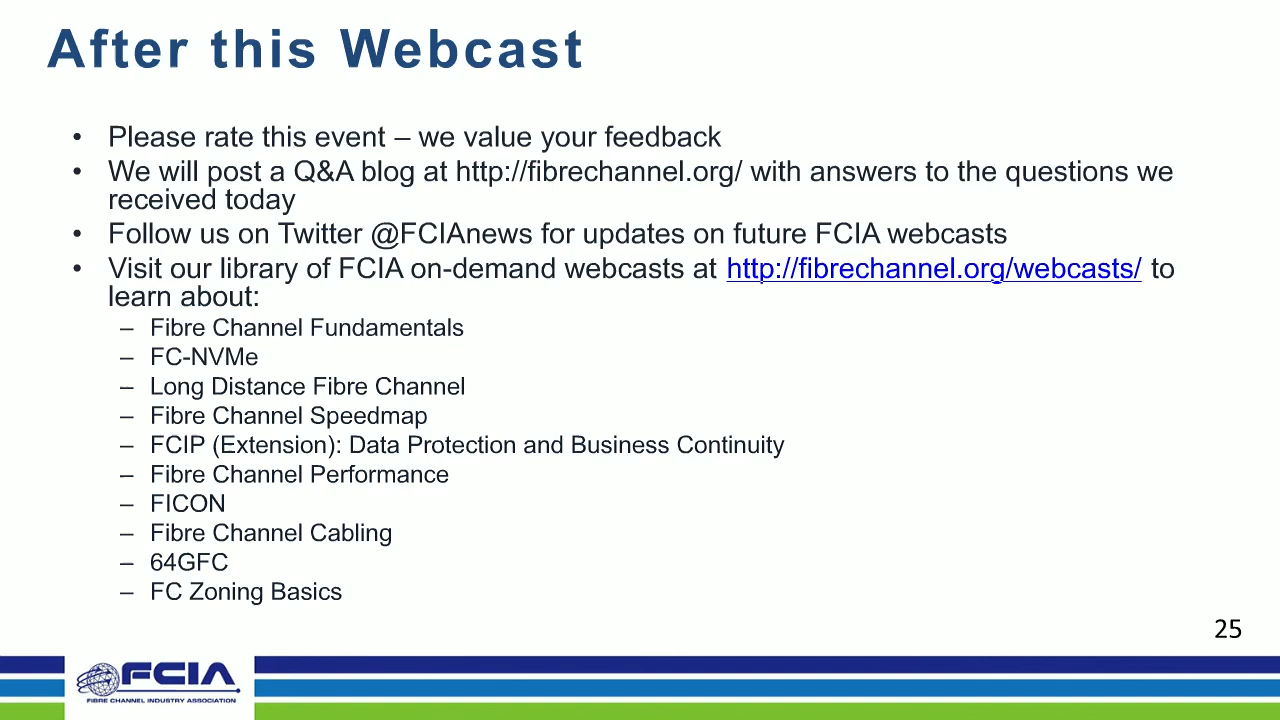 After this Webcast
• Please rate this event – we value your feedback
• We will post a Q&A blog at http://fibrechannel.org/ with answers to the questions we
received today
• Follow us on Twitter @FCIAnews for updates on future FCIA webcasts
• Visit our library of FCIA on-demand webcasts at http://fibrechannel.org/webcasts/ to
learn about:
– Fibre Channel Fundamentals
– FC-NVMe
– Long Distance Fibre Channel
– Fibre Channel Speedmap
– FCIP (Extension): Data Protection and Business Continuity
– Fibre Channel Performance
– FICON
– Fibre Channel Cabling
– 64GFC
– FC Zoning Basics
25
FCIA
FIBRE CHANNEL INDUSTRY ASSOCIATION